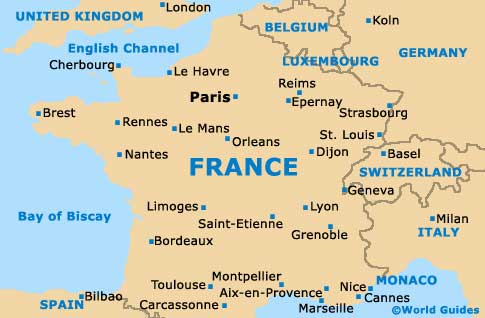 London
UNITED KINGDOM
Koln
BELGIUM
English Channel
GERMANY
LUXEMBOURG
Cherbourg
Le Havre
Reims
Paris
Epernay
Strasbourg
Brest
Rennes
Le Mans
St. Louis
Orleans
Nantes
Dijon
Basel
FRANCE
SWITZERLAND
Geneva
Limoges
Lyon
Bay of Biscay
Saint-Etienne
Milan
Grenoble
ITALY
Bordeaux
Montpellier
MONACO
Toulouse
Nice
Aix-en-Provence
Bilbao
Cannes
SPAIN
Carcassonne
Marseille
©World Guides